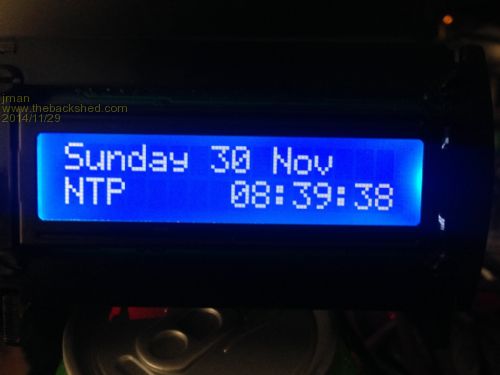 jman
www.thebackshed.com
2014/11/29
Sunday 30 Nov
NTP 08:39:38